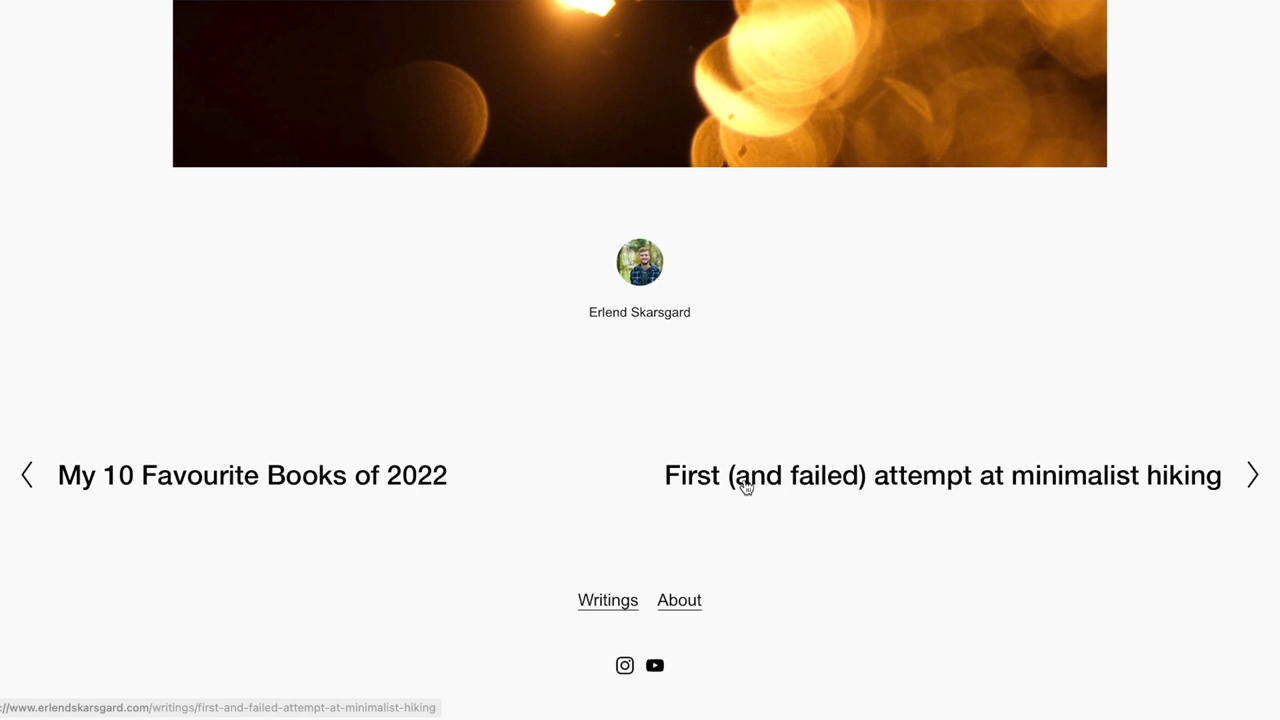 Erlend Skarsgard
My 10 Favourite Books of 2022
First (and failed) attempt at minimalist hiking
Writings About
://www.erlendskarsgard.com/writings/first-and-failed-attempt-at-minimalist-hiking